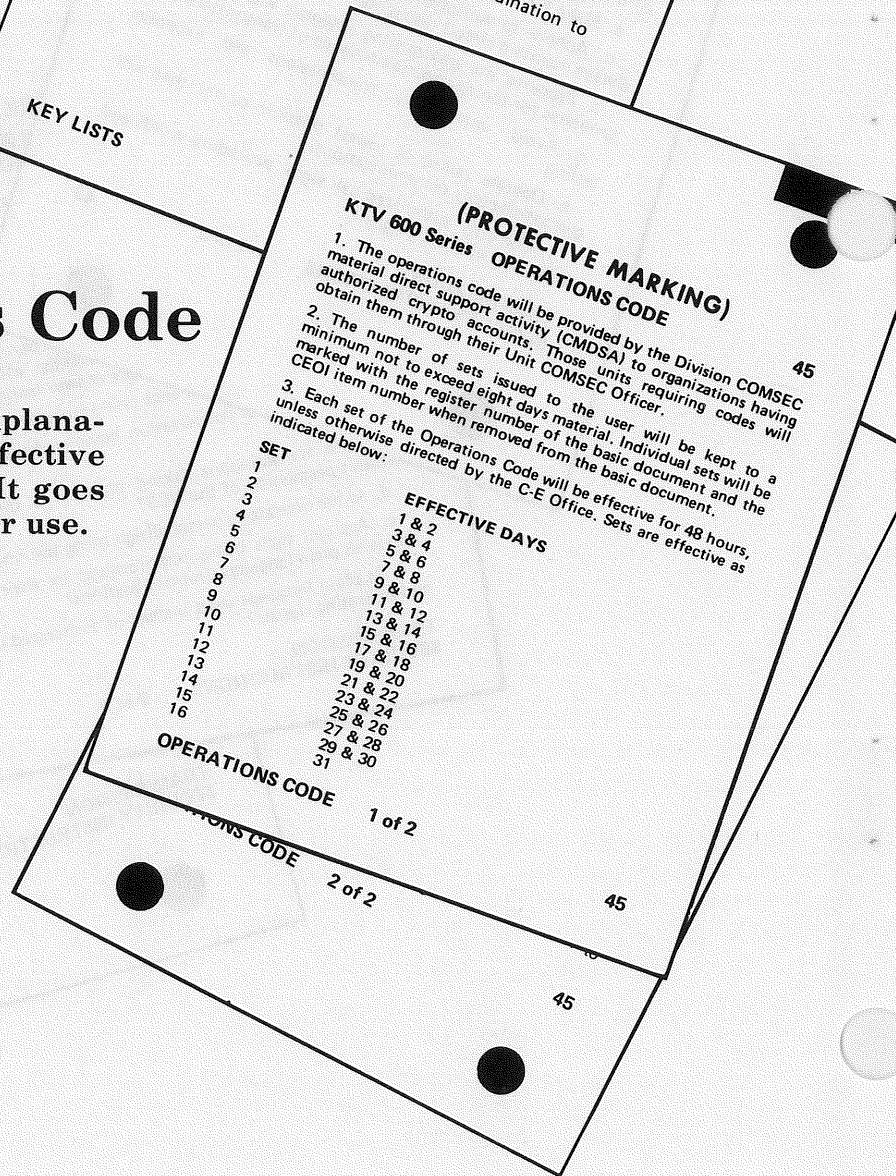 ination to
KEY LISTS
s Code
xplana-
ffective
It goes
r use.
(PROTECTIVE MARKING)
KTV 600 Series OPERATIONS CODE
45
1. The operations code will be provided by the Division COMSEC
material direct support activity (CMDSA) to organizations having
authorized crypto accounts. Those units requiring codes will
obtain them through their Unit COMSEC Officer.
2. The number of sets issued to the user will be kept to a
minimum not to exceed eight days material. Individual sets will be
marked with the register number of the basic document and the
CEOI item number when removed from the basic document.
3. Each set of the Operations Code will be effective for 48 hours,
unless otherwise directed by the C-E Office. Sets are effective as
indicated below:
SET EFFECTIVE DAYS
1 1 & 2
2 3 & 4
3 5 & 6
4 7 & 8
5 9 & 10
6 11 & 12
7 13 & 14
8 15 & 16
9 17 & 18
10 19 & 20
11 21 & 22
12 23 & 24
13 25 & 26
14 27 & 28
15 29 & 30
16 31
OPERATIONS CODE 1 of 2
45
IONS CODE 2 of 2
to
45